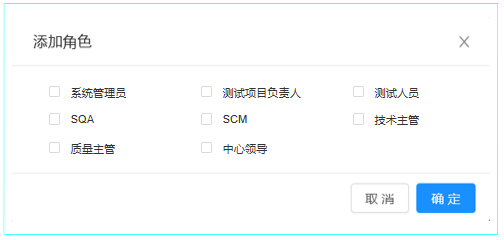 添加角色
系统管理员 测试项目负责人 测试人员
SQA SCM 技术主管
质量主管 中心领导
取消 确定